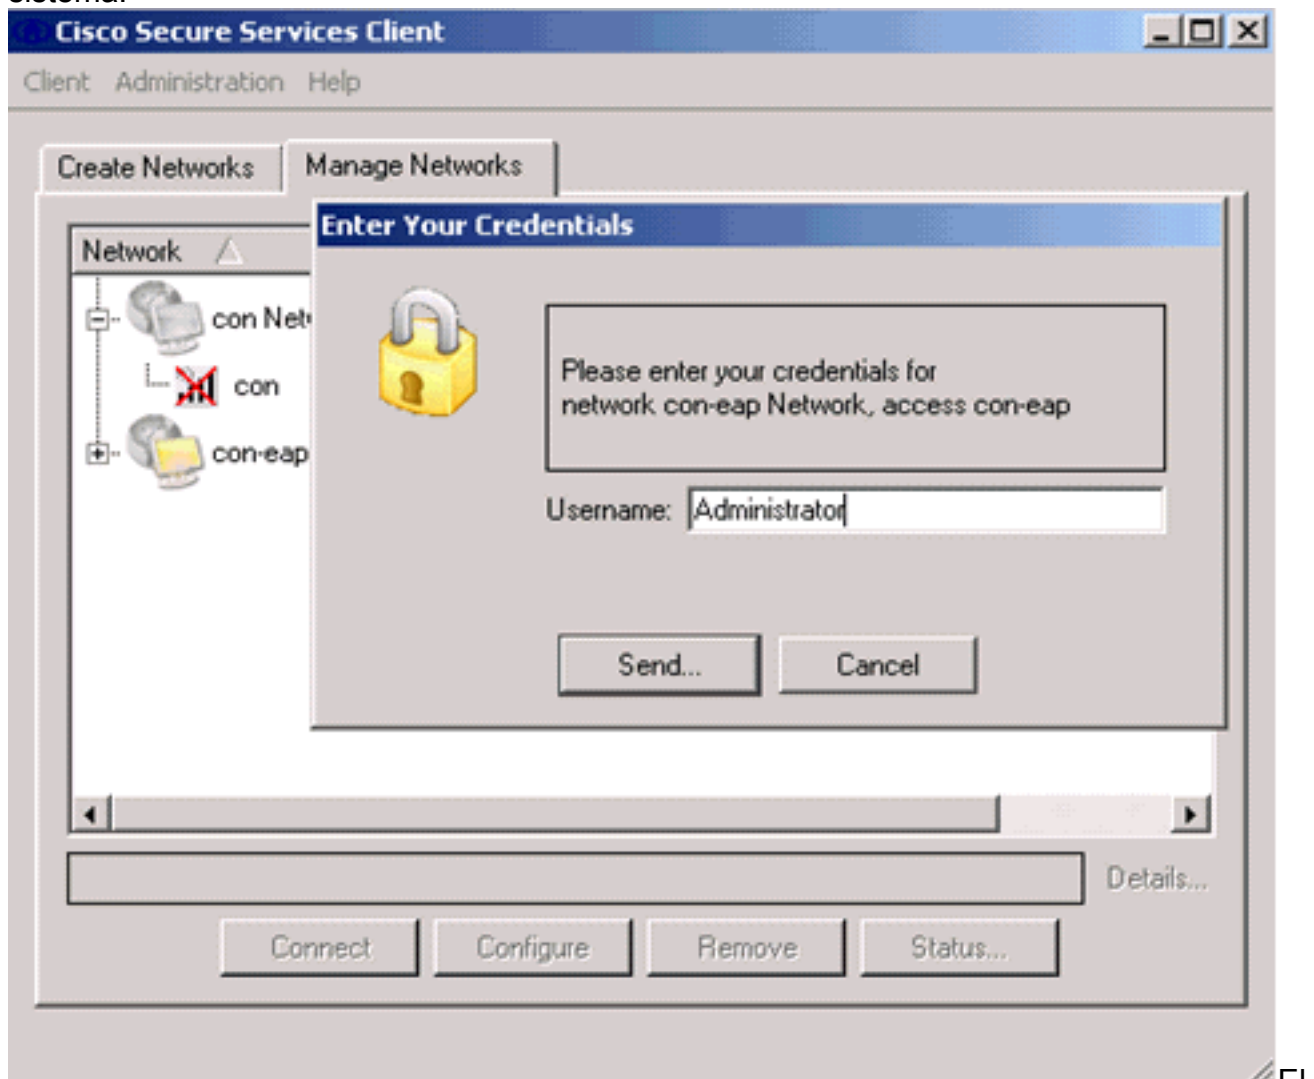 Cisco Secure Services Client
Client Administration Help
Create Networks Manage Networks
Enter Your Credentials
Network
con Net
con
con-eap
Please enter your credentials for
network con-eap Network, access con-eap
Username: Administrator
Send... Cancel
Details...
Connect Configure Remove Status...